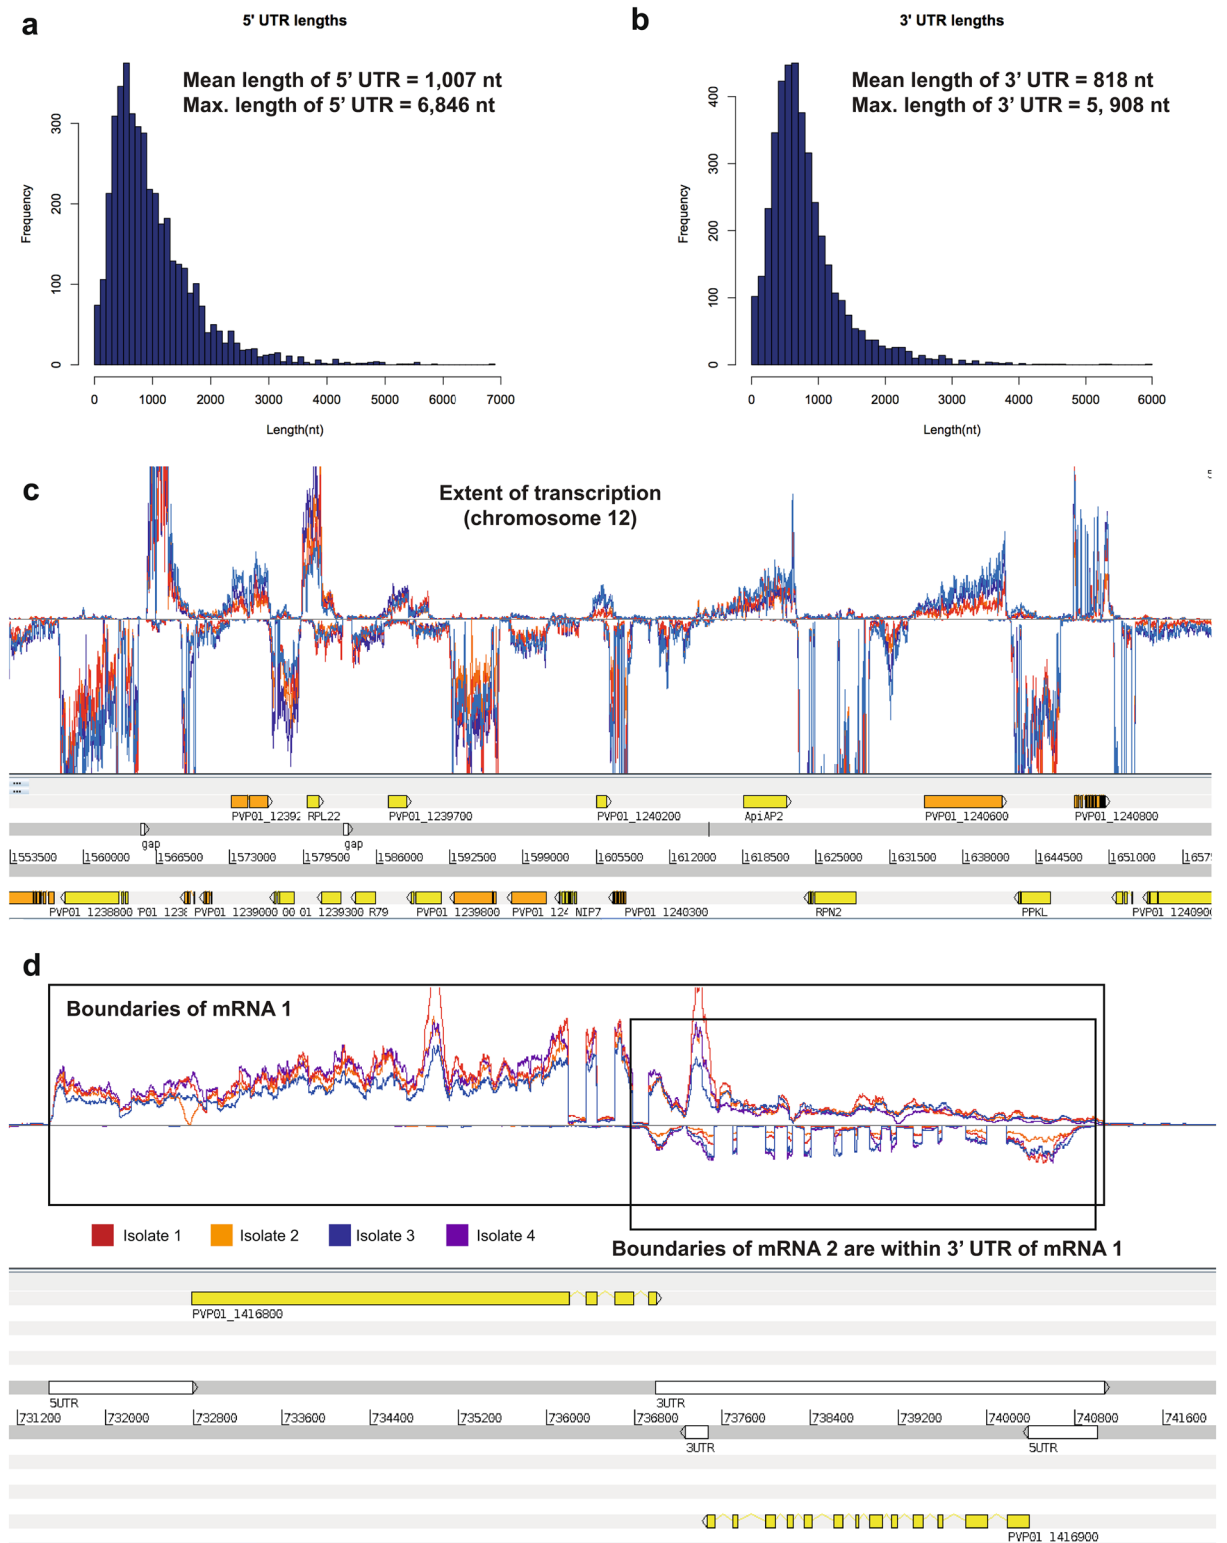 a
5' UTR lengths
Mean length of 5' UTR = 1,007 nt
Max. length of 5' UTR = 6,846 nt
Frequency
300
200
100
0
0 1000 2000 3000 4000 5000 6000 7000
Length(nt)
b
3' UTR lengths
Mean length of 3' UTR = 818 nt
Max. length of 3' UTR = 5, 908 nt
Frequency
400
300
200
100
0
0 1000 2000 3000 4000 5000 6000
Length(nt)
c
Extent of transcription
(chromosome 12)
PVP01_12392 RPL22 PVP01_1239700 PVP01_1240200 ApiAP2 PVP01_1240600 PVP01_1240800
gap gap
1553500 1560000 1566500 1573000 1579500 1586000 1592500 1599000 1605500 1612000 1618500 1625000 1631500 1638000 1644500 1651000 1657
PVP01_1238800 PVP01_1239000 1239300 R79 PVP01_1239800 PVP01_124 NIP7 PVP01_1240300 RPN2 PPKL PVP01_124090
d
Boundaries of mRNA 1
Isolate 1 Isolate 2 Isolate 3 Isolate 4
Boundaries of mRNA 2 are within 3' UTR of mRNA 1
PVP01_1416800
5UTR 3UTR
731200 732000 732800 733600 734400 735200 736000 736800 737600 738400 739200 740000 740800 741600
3UTR 5UTR
PVP01_1416900